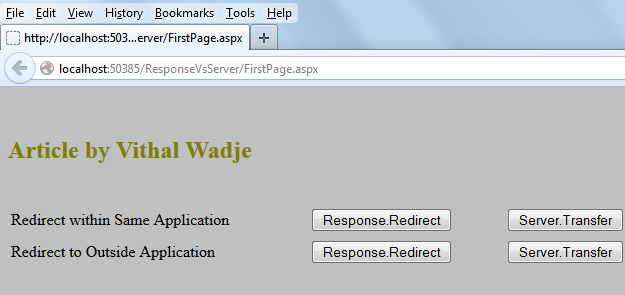 File Edit View History Bookmarks Tools Help
http://localhost:503...erver/FirstPage.aspx +
localhost:50385/ResponseVsServer/FirstPage.aspx
Article by Vithal Wadje
Redirect within Same Application Response.Redirect Server.Transfer
Redirect to Outside Application Response.Redirect Server.Transfer